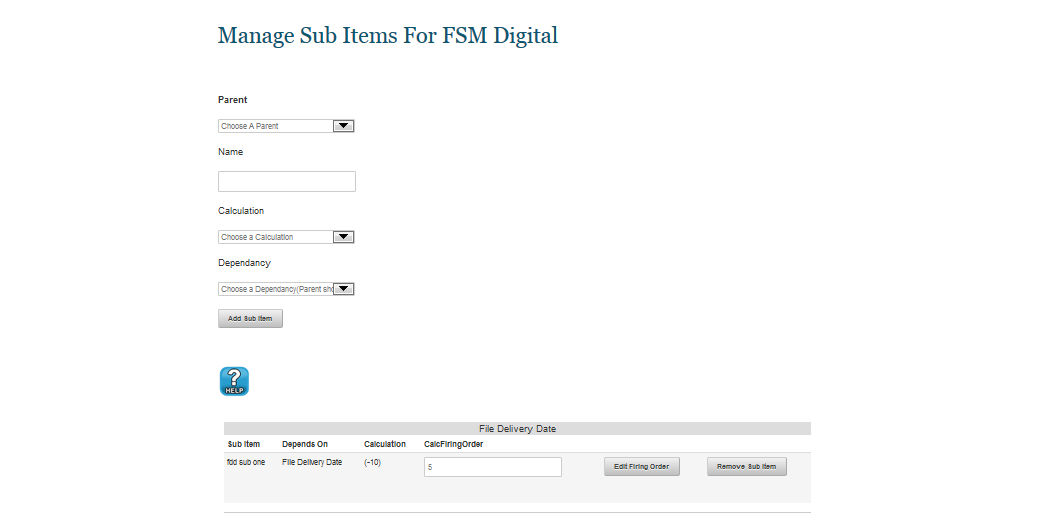 Manage Sub Items For FSM Digital
Parent
Choose A Parent
Name
Calculation
Choose a Calculation
Dependancy
Choose a Dependancy(Parent sho
Add Sub Item
?
HELP
File Delivery Date
Sub Item Depends On Calculation CalcFiringOrder
fdd sub one File Delivery Date (-10) 5 Edit Firing Order Remove Sub Item